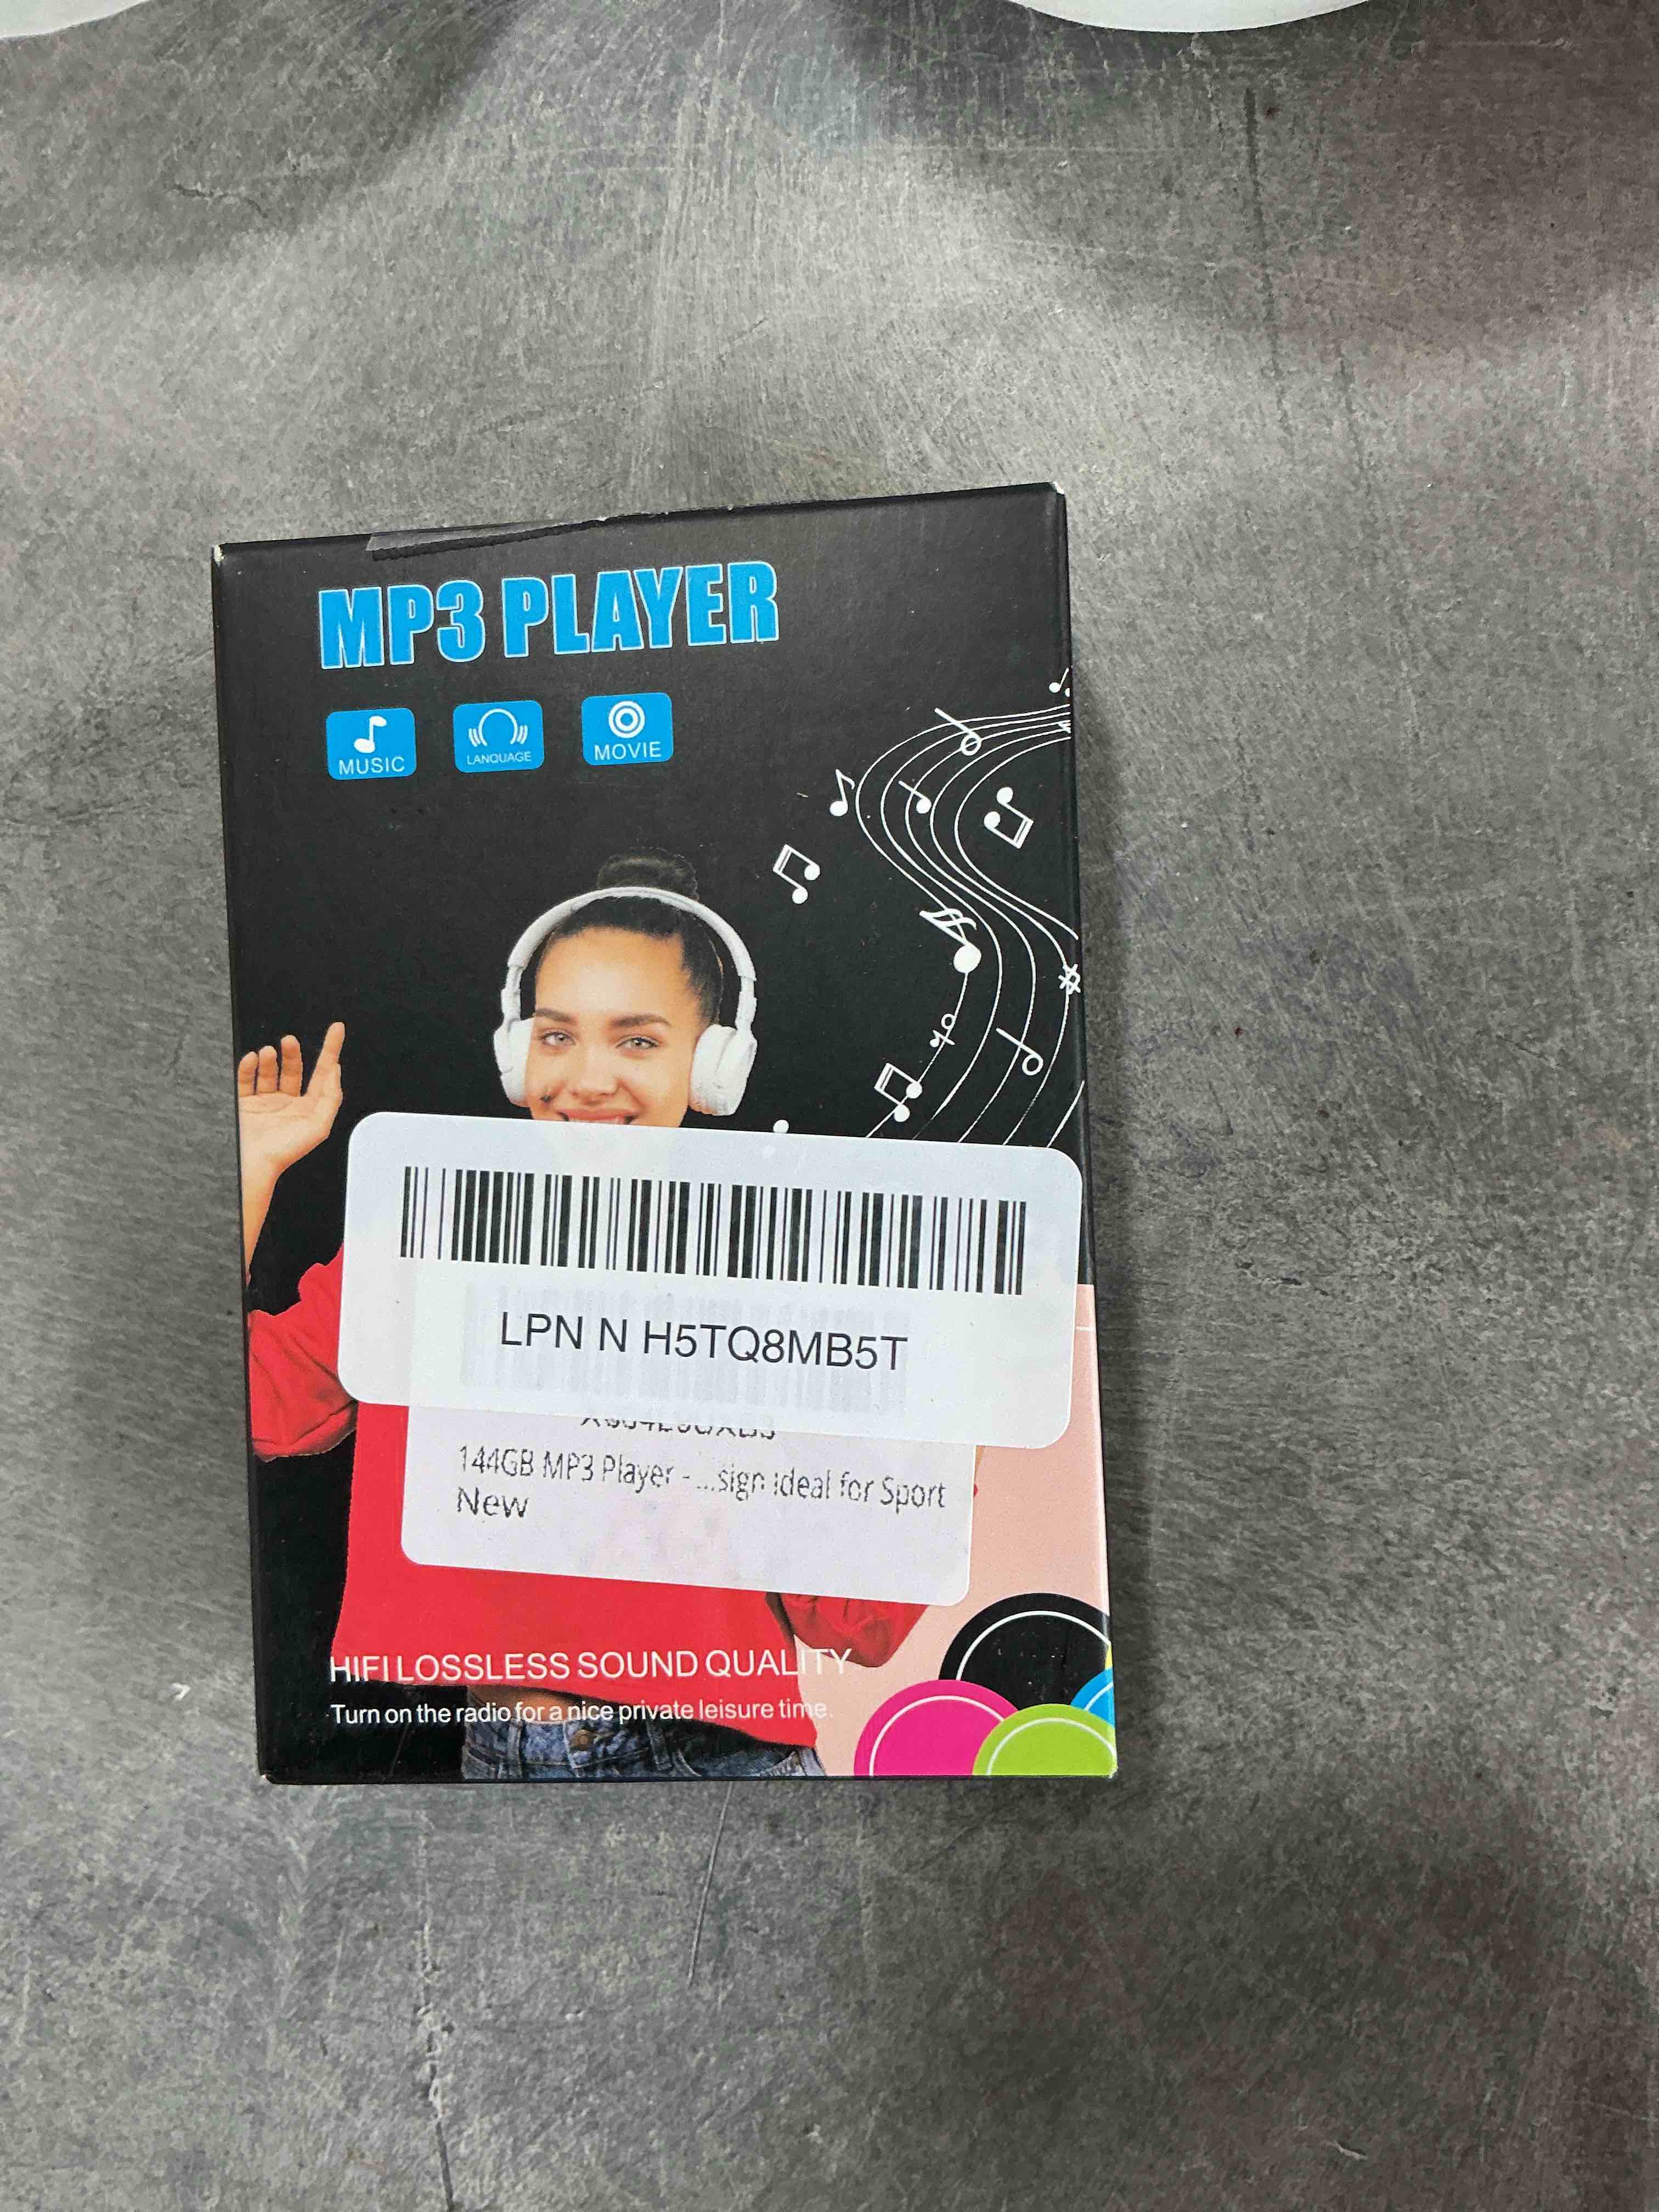 MP3 PLAYER
MUSIC
LANQUAGE
MOVIE
LPN N H5TQ8MB5T
144GB MP3 Player - ...sign ideal for Sport
New
HIFI LOSSLESS SOUND QUALITY
Turn on the radio for a nice private leisure time.